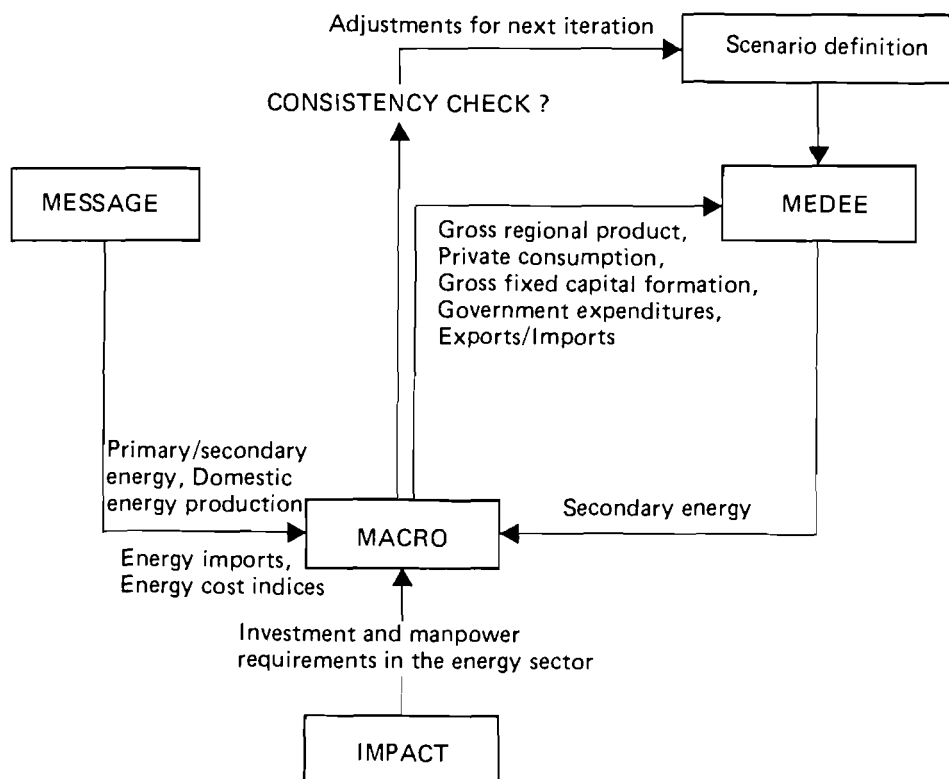 Adjustments for next iteration
Scenario definition
CONSISTENCY CHECK ?
MESSAGE
MEDEE
Gross regional product,
Private consumption,
Gross fixed capital formation,
Government expenditures,
Exports/Imports
Primary/secondary
energy, Domestic
energy production
Secondary energy
MACRO
Energy imports,
Energy cost indices
Investment and manpower
requirements in the energy sector
IMPACT